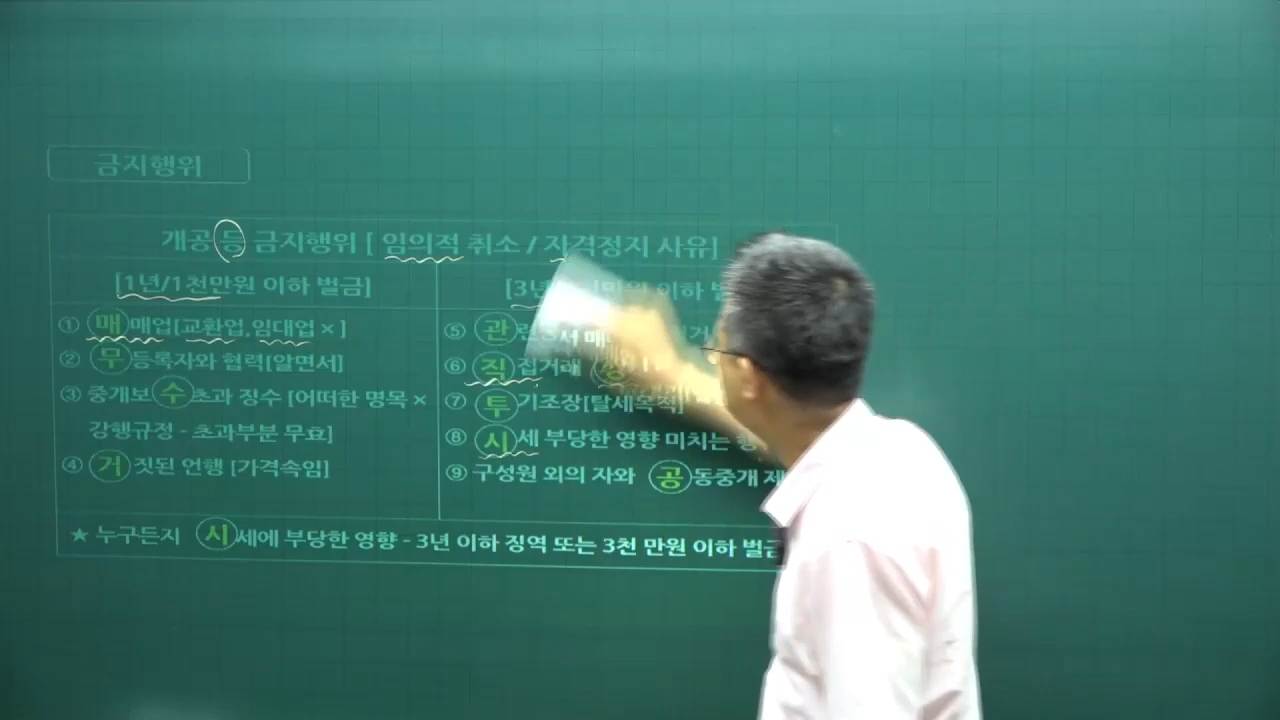 금지행위
개공등 금지행위 [ 임의적 취소 / 자격정지 사유]
[1년/1천만원 이하 벌금]
① 매매업[교환업,임대업×]
② 무등록자와 협력[알면서]
③ 중개보수초과 징수 [어떠한 명목 ×
강행규정 - 초과부분 무효]
④ 거짓된 언행 [가격속임]
[3년 이하
⑤ 관
⑥ 직접거래
⑦ 투기조장[탈세목적]
⑧ 시세 부당한 영향 미치는
⑨ 구성원 외의 자와 공동중개 제
★ 누구든지 시세에 부당한 영향 - 3년 이하 징역 또는 3천 만원 이하 벌금